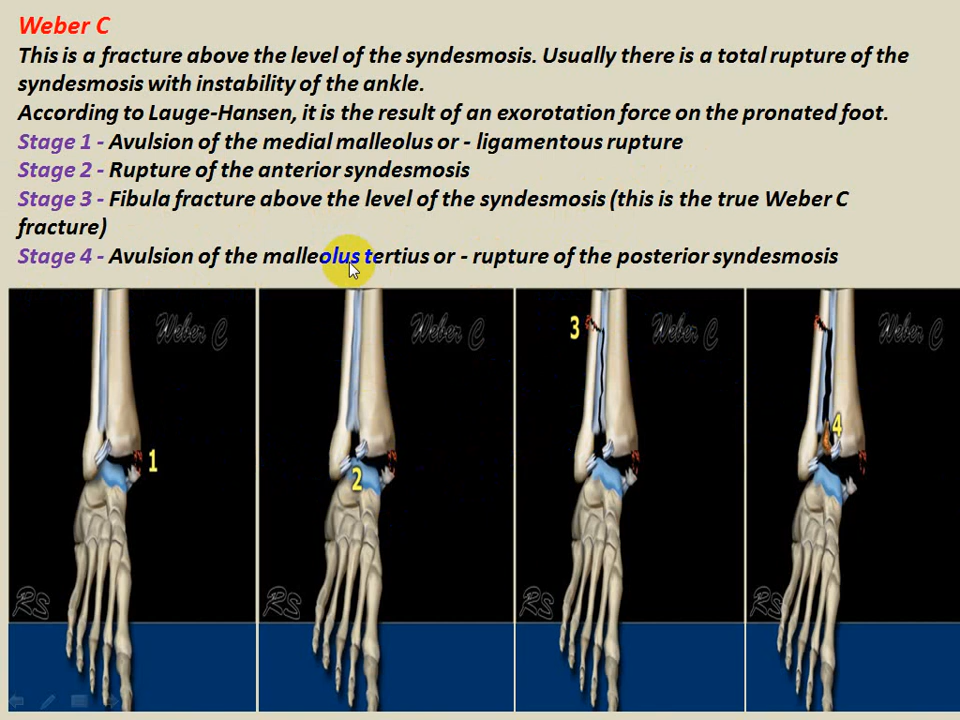 Weber C
This is a fracture above the level of the syndesmosis. Usually there is a total rupture of the
syndesmosis with instability of the ankle.
According to Lauge-Hansen, it is the result of an exorotation force on the pronated foot.
Stage 1 - Avulsion of the medial malleolus or - ligamentous rupture
Stage 2 - Rupture of the anterior syndesmosis
Stage 3 - Fibula fracture above the level of the syndesmosis (this is the true Weber C
fracture)
Stage 4 - Avulsion of the malleolus tertius or - rupture of the posterior syndesmosis
Weber C
Weber C
3
Weber C
Weber C
1
2
4
RS
RS
RS
RS